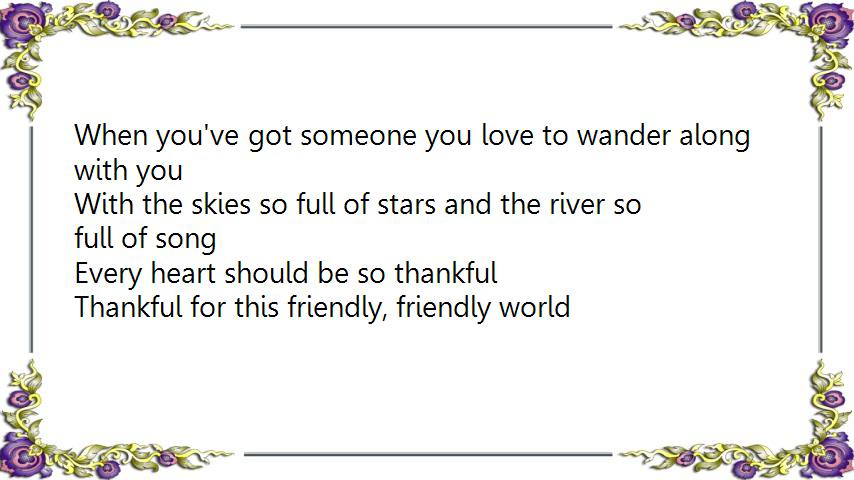 When you've got someone you love to wander along
with you
With the skies so full of stars and the river so
full of song
Every heart should be so thankful
Thankful for this friendly, friendly world